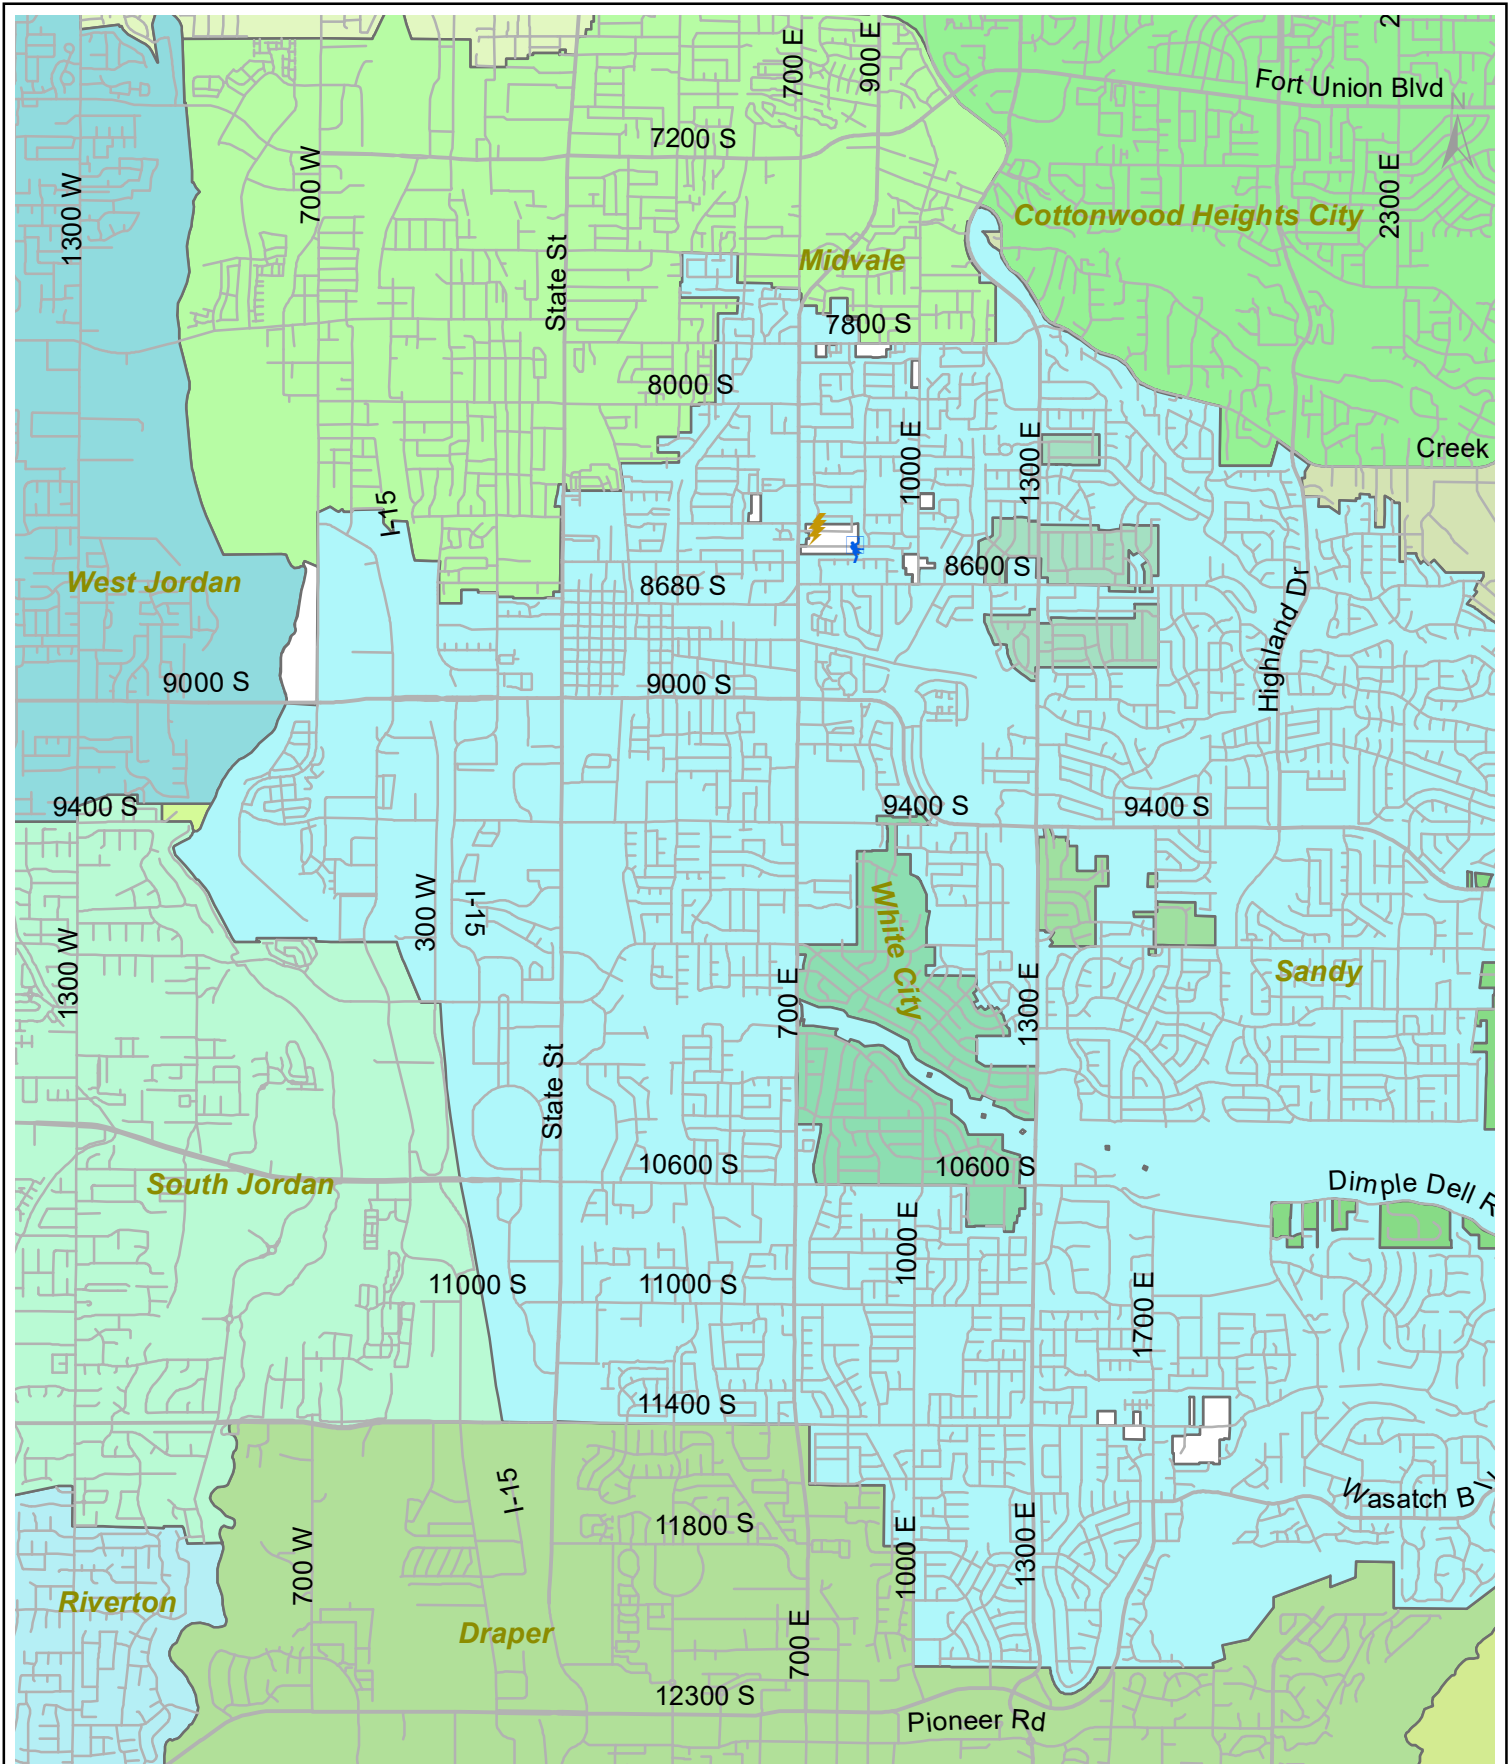 2
700 E
900 E
Fort Union Blvd
N
7200 S
1300 W
700 W
2300 E
Cottonwood Heights City
State St
Midvale
7800 S
8000 S
Creek
1000 E
1300 E
I-15
8600 S
West Jordan
8680 S
Highland Dr
9000 S
9000 S
9400 S
9400 S
9400 S
300 W
I-15
White City
1300 W
Sandy
700 E
1300 E
State St
10600 S
10600 S
South Jordan
Dimple Dell R
1000 E
11000 S
11000 S
1700 E
11400 S
I-15
Wasatch Blv
11800 S
700 W
1000 E
1300 E
Riverton
Draper
700 E
12300 S
Pioneer Rd